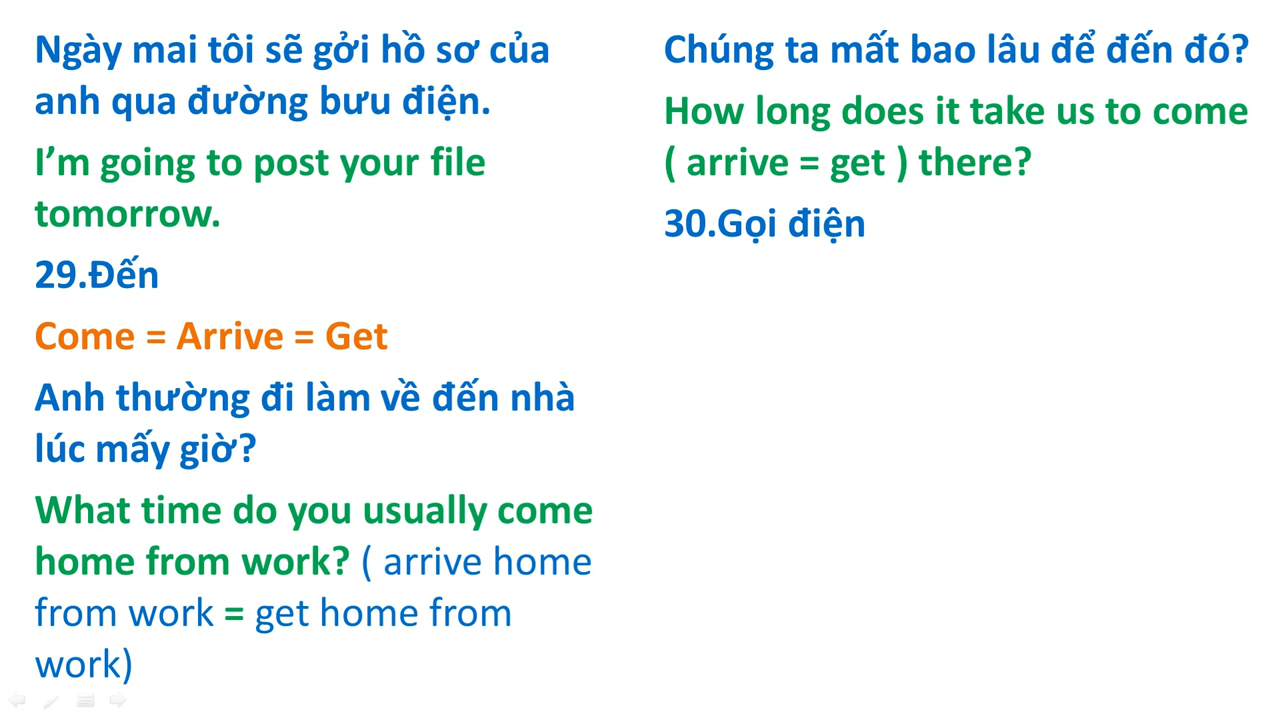 Ngày mai tôi sẽ gởi hồ sơ của
anh qua đường bưu điện.
I’m going to post your file
tomorrow.
29.Đến
Come = Arrive = Get
Anh thường đi làm về đến nhà
lúc mấy giờ?
What time do you usually come
home from work? ( arrive home
from work = get home from
work)
Chúng ta mất bao lâu để đến đó?
How long does it take us to come
( arrive = get ) there?
30.Gọi điện